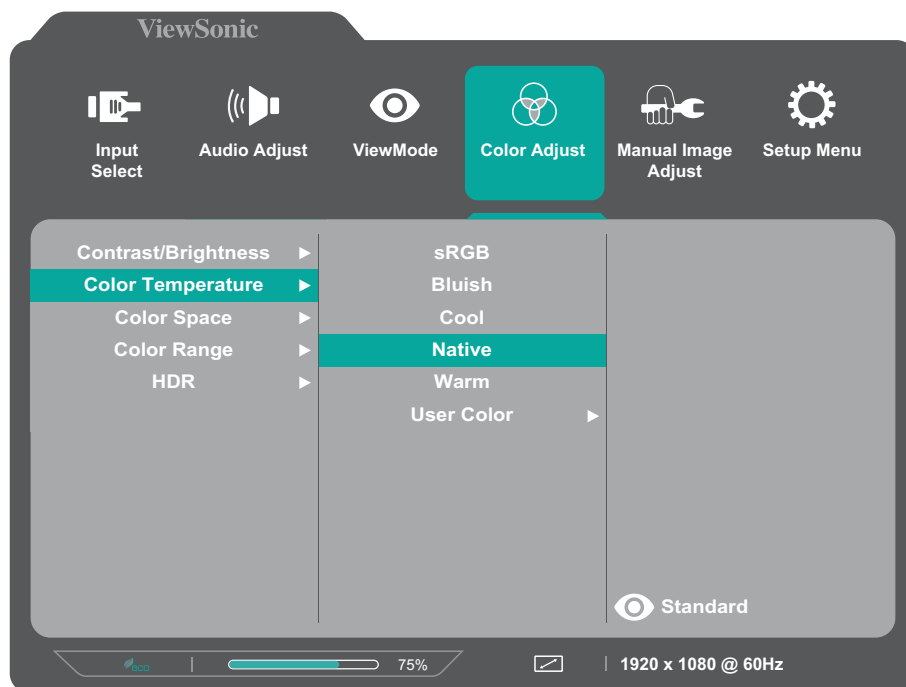 ViewSonic
Input Select
Audio Adjust
ViewMode
Color Adjust
Manual Image Adjust
Setup Menu
Contrast/Brightness
Color Temperature
Color Space
Color Range
HDR
sRGB
Bluish
Cool
Native
Warm
User Color
Standard
eco
75%
1920 x 1080 @ 60Hz